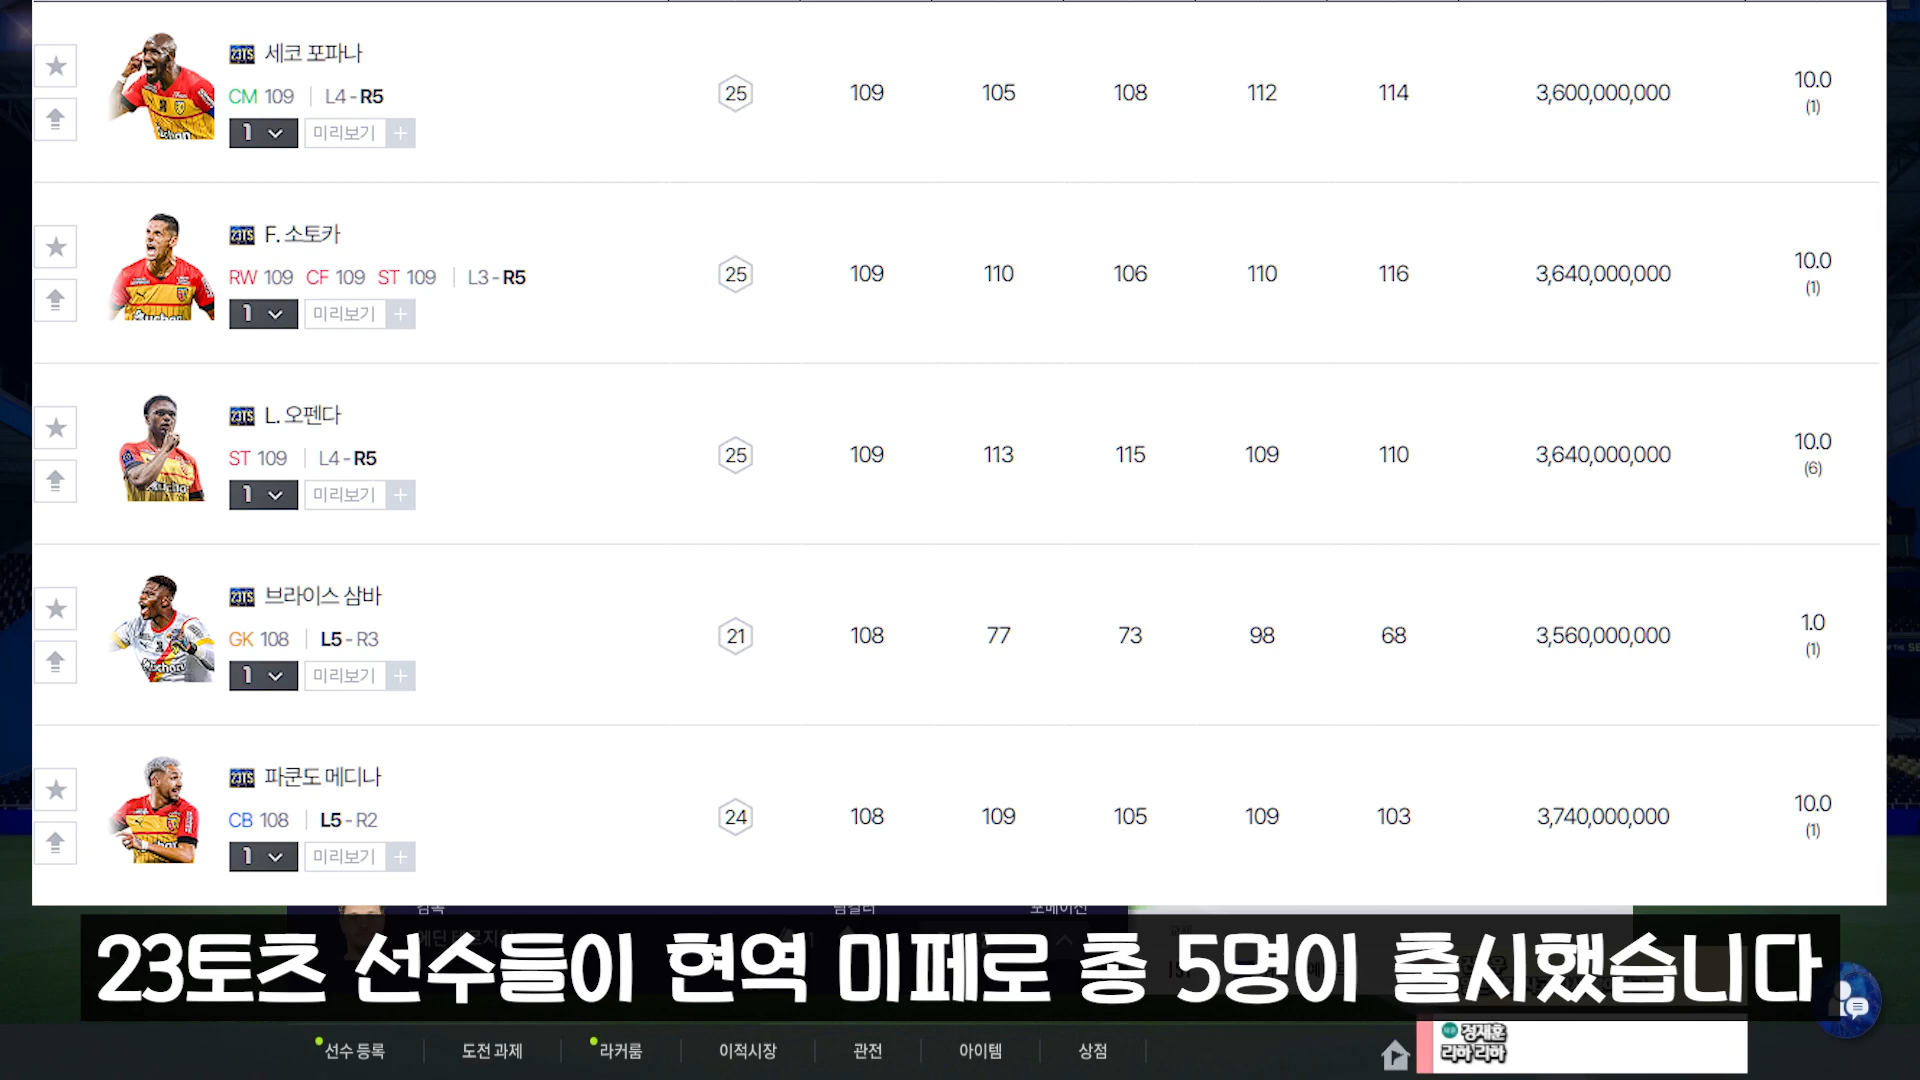 23TS 세코 포파나
CM 109 | L4 - R5
1 미리보기 +
25 109 105 108 112 114 3,600,000,000 10.0
(1)
23TS F. 소토카
RW 109 CF 109 ST 109 | L3 - R5
1 미리보기 +
25 109 110 106 110 116 3,640,000,000 10.0
(1)
23TS L. 오펜다
ST 109 | L4 - R5
1 미리보기 +
25 109 113 115 109 110 3,640,000,000 10.0
(6)
23TS 브라이스 삼바
GK 108 | L5 - R3
1 미리보기 +
21 108 77 73 98 68 3,560,000,000 1.0
(1)
23TS 파쿤도 메디나
CB 108 | L5 - R2
1 미리보기 +
24 108 109 105 109 103 3,740,000,000 10.0
(1)
23토츠 선수들이 현역 미페로 총 5명이 출시했습니다
선수 등록 도전 과제 라커룸 이적시장 관전 아이템 상점
정재훈
리하 리하